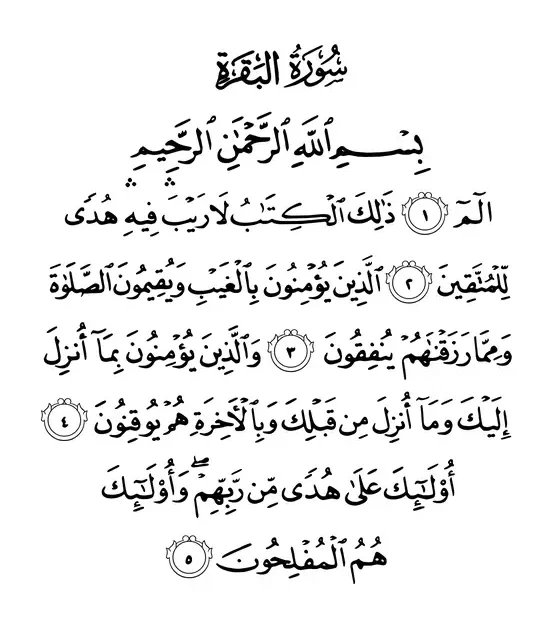 سُورَةُ البَقَرَةِ
بِسْمِ ٱللَّهِ ٱلرَّحْمَٰنِ ٱلرَّحِيمِ
الٓمٓ ١ ذَٰلِكَ ٱلْكِتَٰبُ لَا رَيْبَ ۛ فِيهِ ۛ هُدًى
لِّلْمُتَّقِينَ ٢ ٱلَّذِينَ يُؤْمِنُونَ بِٱلْغَيْبِ وَيُقِيمُونَ ٱلصَّلَوٰةَ
وَمِمَّا رَزَقْنَٰهُمْ يُنفِقُونَ ٣ وَٱلَّذِينَ يُؤْمِنُونَ بِمَآ أُنزِلَ
إِلَيْكَ وَمَآ أُنزِلَ مِن قَبْلِكَ وَبِٱلْأَخِرَةِ هُمْ يُوقِنُونَ ٤
أُوْلَٰٓئِكَ عَلَىٰ هُدًى مِّن رَّبِّهِمْ ۖ وَأُوْلَٰٓئِكَ
هُمُ ٱلْمُفْلِحُونَ ٥